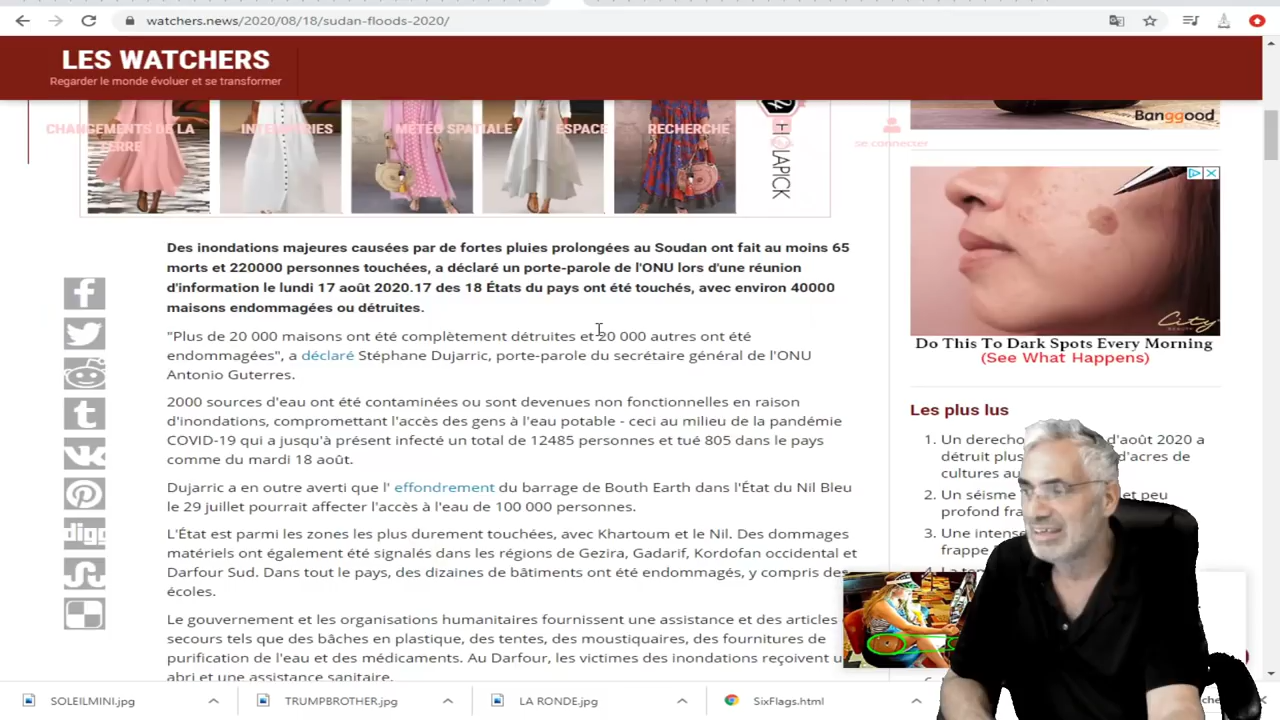 watchers.news/2020/08/18/sudan-floods-2020/
LES WATCHERS
Regarder le monde évoluer et se transformer
CHANGEMENTS DE LA
TERRE
MÉTÉO SPATIALE
ESPACE
RECHERCHE
se connecter
HOLAPICK
Banggood
Des inondations majeures causées par de fortes pluies prolongées au Soudan ont fait au moins 65
morts et 220000 personnes touchées, a déclaré un porte-parole de l'ONU lors d'une réunion
d'information le lundi 17 août 2020.17 des 18 États du pays ont été touchés, avec environ 40000
maisons endommagées ou détruites.
"Plus de 20 000 maisons ont été complètement détruites et 20 000 autres ont été
endommagées", a déclaré Stéphane Dujarric, porte-parole du secrétaire général de l'ONU
Antonio Guterres.
2000 sources d'eau ont été contaminées ou sont devenues non fonctionnelles en raison
d'inondations, compromettant l'accès des gens à l'eau potable - ceci au milieu de la pandémie
COVID-19 qui a jusqu'à présent infecté un total de 12485 personnes et tué 805 dans le pays
comme du mardi 18 août.
Dujarric a en outre averti que l' effondrement du barrage de Bouth Earth dans l'État du Nil Bleu
le 29 juillet pourrait affecter l'accès à l'eau de 100 000 personnes.
L'État est parmi les zones les plus durement touchées, avec Khartoum et le Nil. Des dommages
matériels ont également été signalés dans les régions de Gezira, Gadarif, Kordofan occidental et
Darfour Sud. Dans tout le pays, des dizaines de bâtiments ont été endommagés, y compris des
écoles.
Le gouvernement et les organisations humanitaires fournissent une assistance et des articles
secours tels que des bâches en plastique, des tentes, des moustiquaires, des fournitures de
purification de l'eau et des médicaments. Au Darfour, les victimes des inondations reçoivent
abri et une assistance sanitaire.
digg
City
BEAUTY
Do This To Dark Spots Every Morning
(See What Happens)
Les plus lus
1. Un derecho d'août 2020 a
détruit plus d'acres de
cultures
2. Un séisme et peu
profond
3. Une intense
frappe
4. La
SOLEILMINI.jpg
TRUMPBROTHER.jpg
LA RONDE.jpg
SixFlags.html